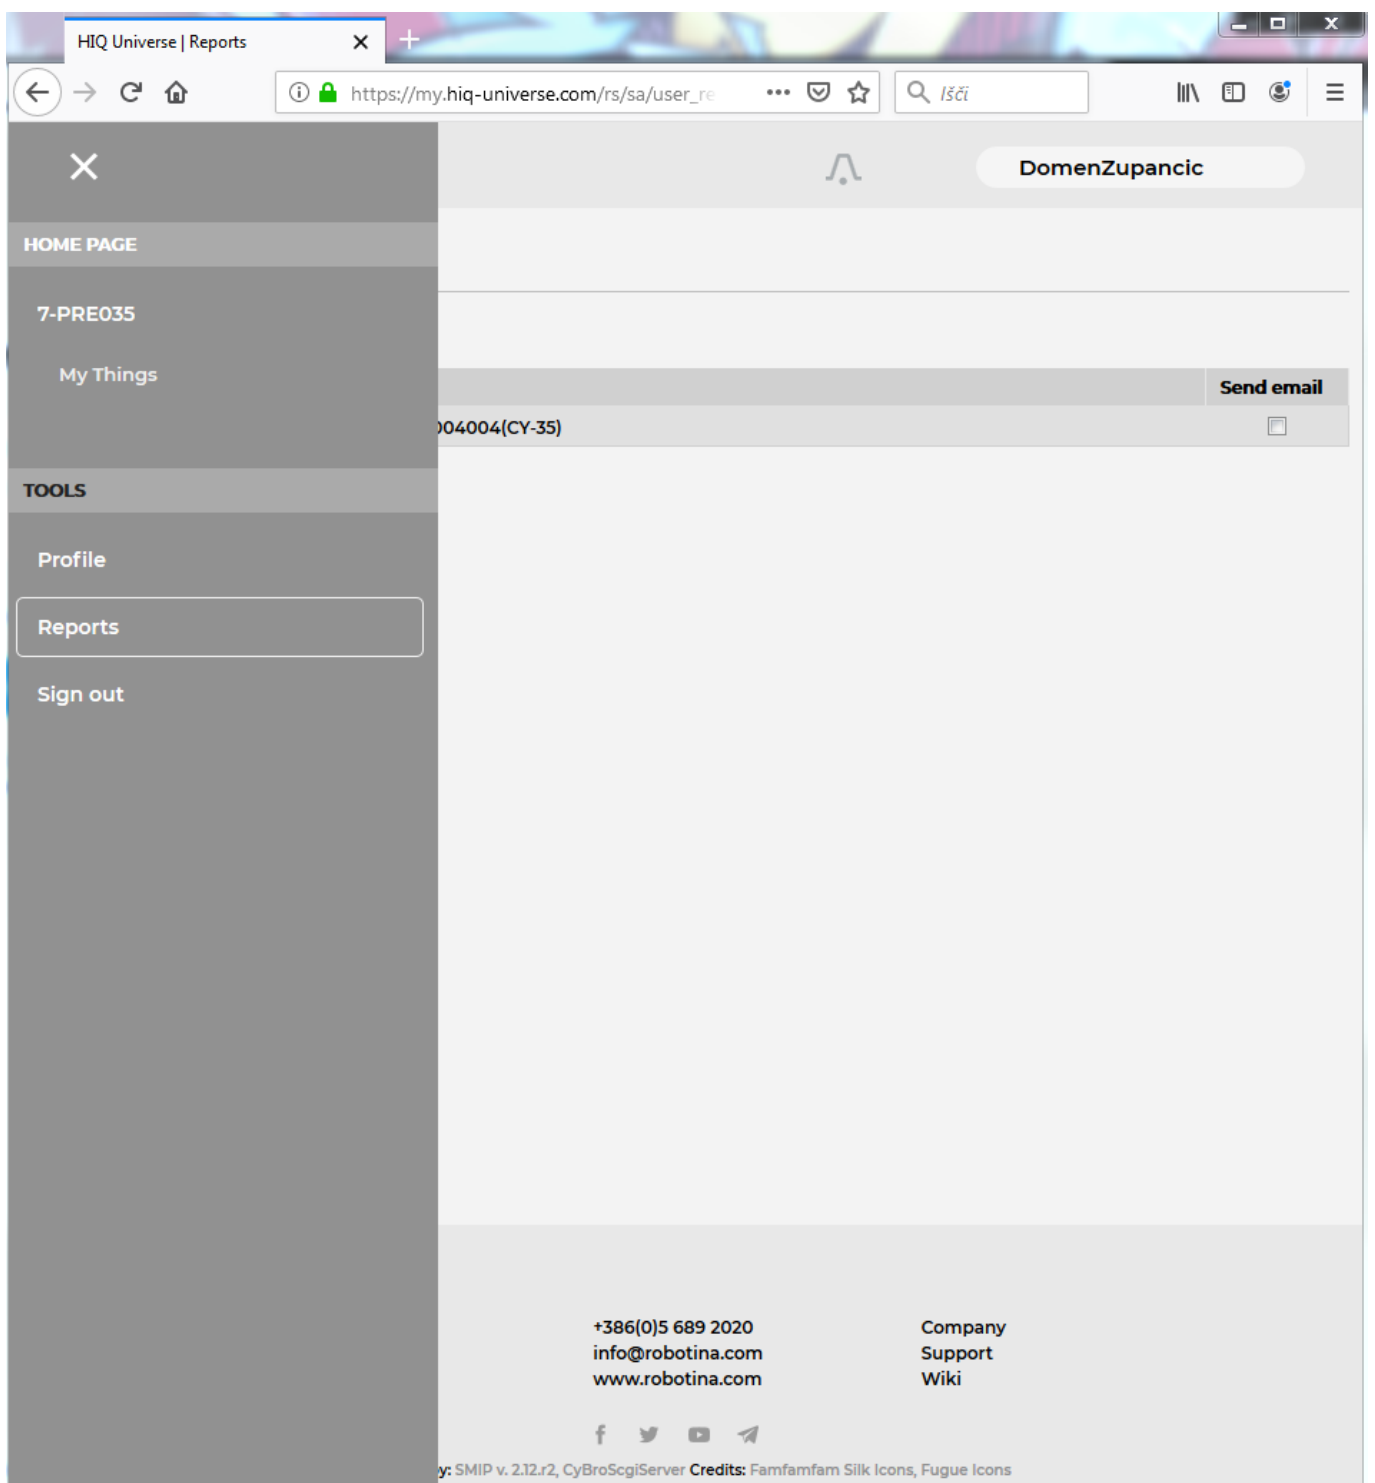 HIQ Universe | Reports
https://my.hiq-universe.com/rs/sa/user_re
Išči
DomenZupancic
HOME PAGE
7-PRE035
My Things
Send email
004004(CY-35)
TOOLS
Profile
Reports
Sign out
+386(0)5 689 2020
Company
info@robotina.com
Support
www.robotina.com
Wiki
y: SMIP v. 2.12.r2, CyBroScgiServer Credits: Famfamfam Silk Icons, Fugue Icons